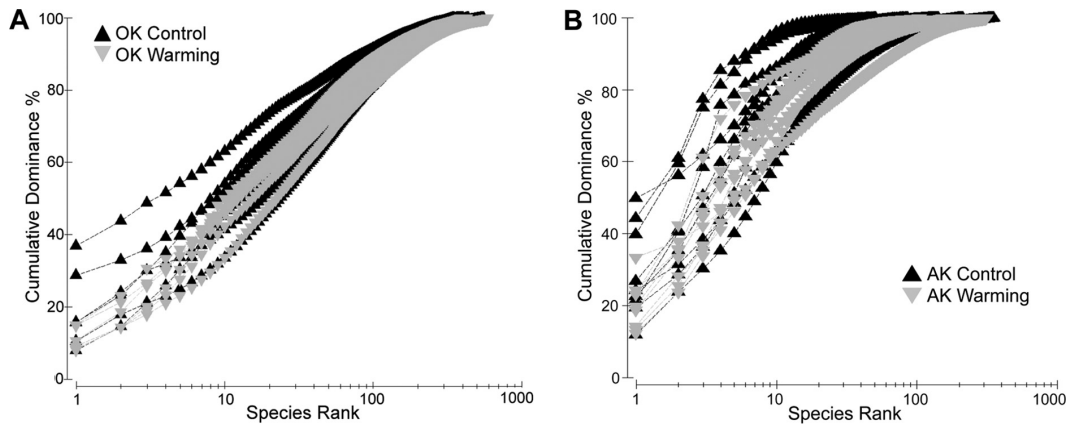 A
OK Control
OK Warming
Cumulative Dominance %
100
80
60
40
20
0
1
10
100
1000
Species Rank
B
AK Control
AK Warming
Cumulative Dominance %
100
80
60
40
20
0
1
10
100
1000
Species Rank